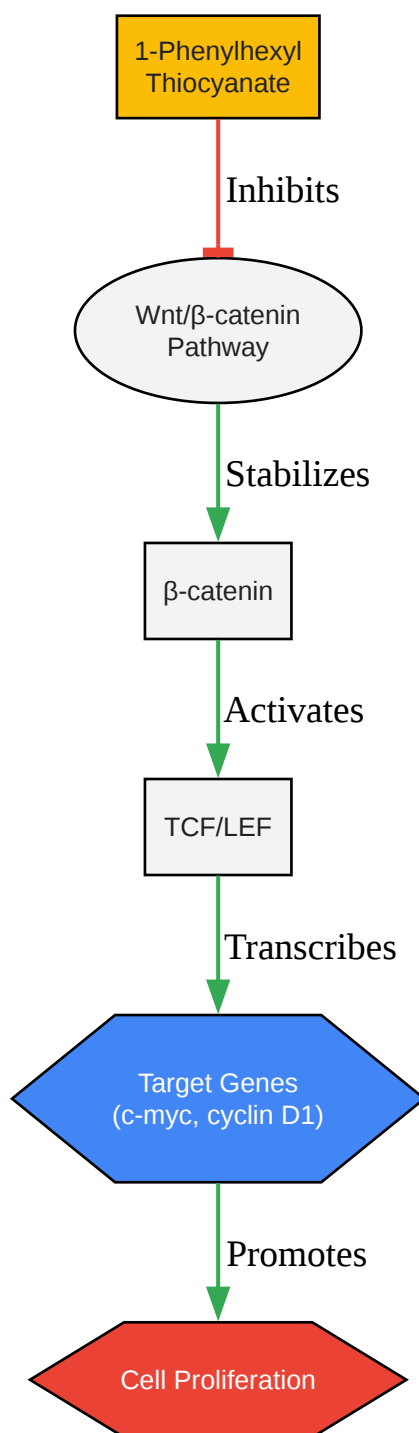 1-Phenylhexyl
Thiocyanate
Inhibits
Wnt/β-catenin
Pathway
Stabilizes
β-catenin
Activates
TCF/LEF
Transcribes
Target Genes
(c-myc, cyclin D1)
Promotes
Cell Proliferation